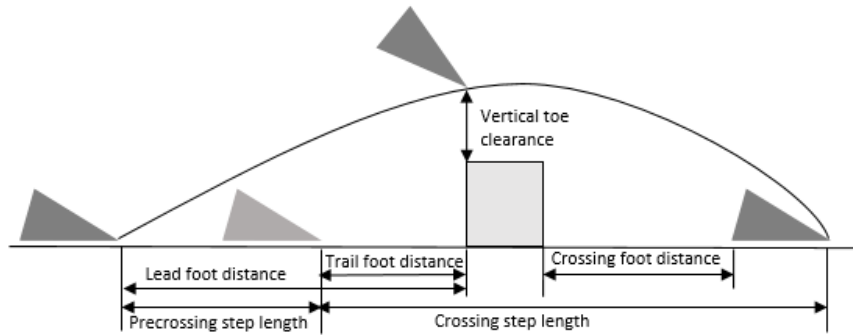 Vertical toe
clearance
Trail foot distance
Crossing foot distance
Lead foot distance
Precrossing step length
Crossing step length